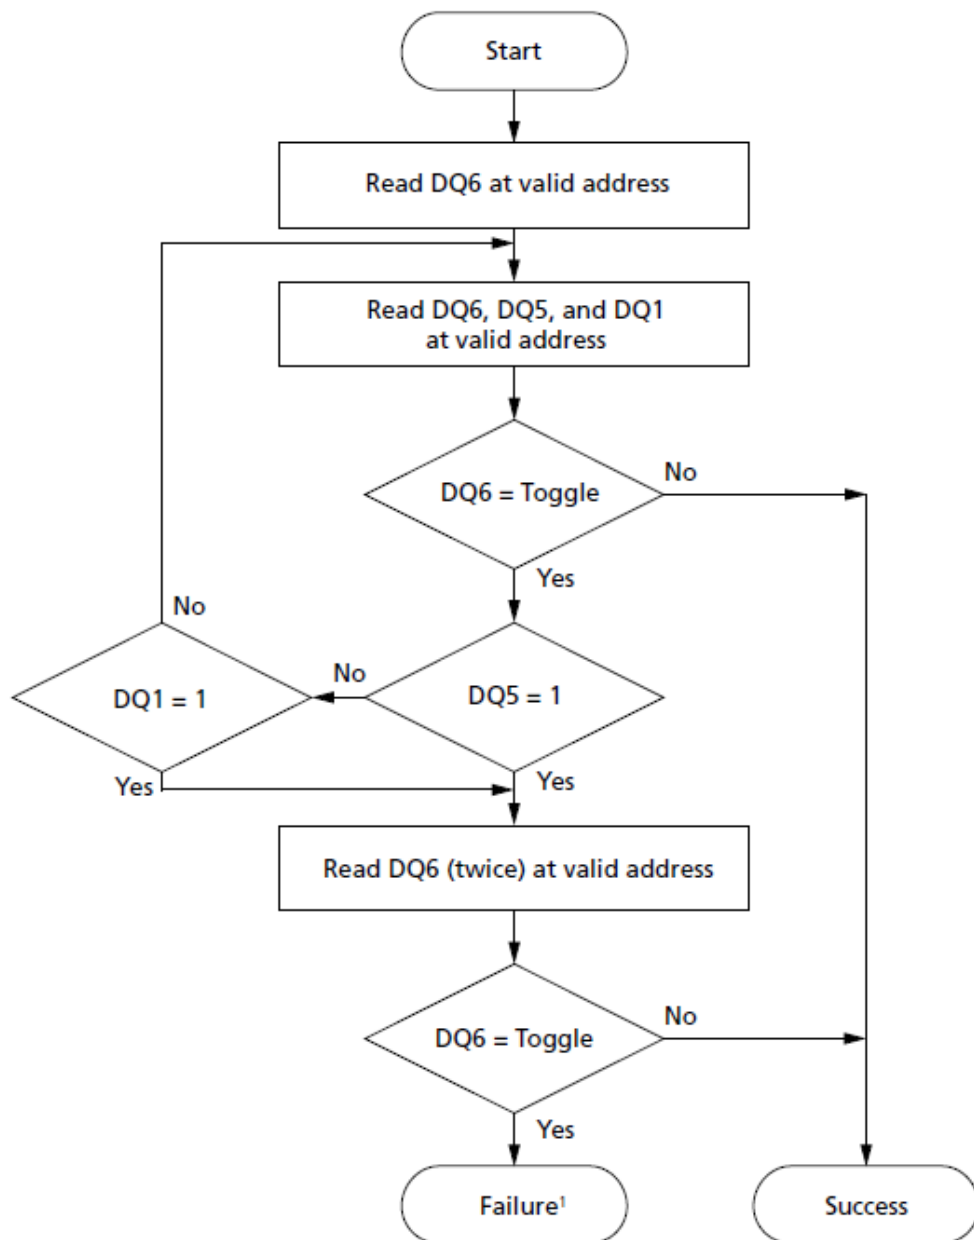 Start
Read DQ6 at valid address
Read DQ6, DQ5, and DQ1
at valid address
DQ6 = Toggle
No
Yes
No
DQ1 = 1
No
DQ5 = 1
Yes
Yes
Read DQ6 (twice) at valid address
DQ6 = Toggle
No
Yes
Failure¹
Success